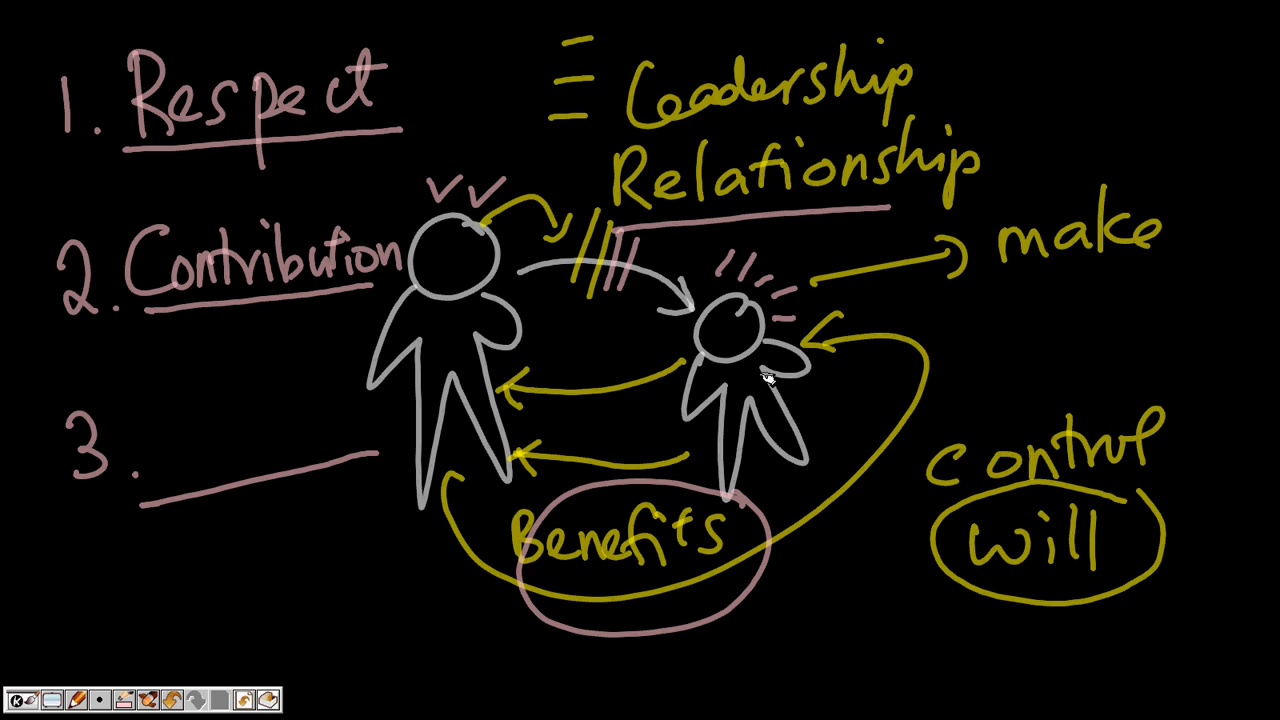 1. Respect
Leadership
Relationship
make
2. Contribution
3.
control
will
Benefits